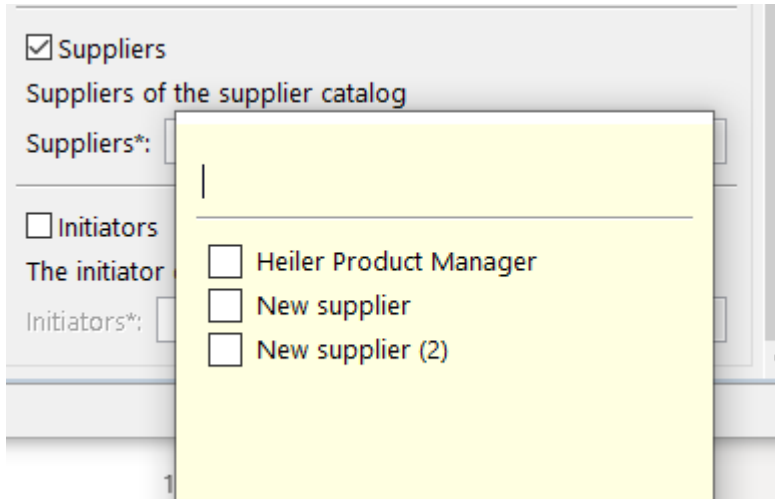 Suppliers
Suppliers of the supplier catalog
Suppliers*:
Initiators
The initiator
Initiators*:
Heiler Product Manager
New supplier
New supplier (2)
1